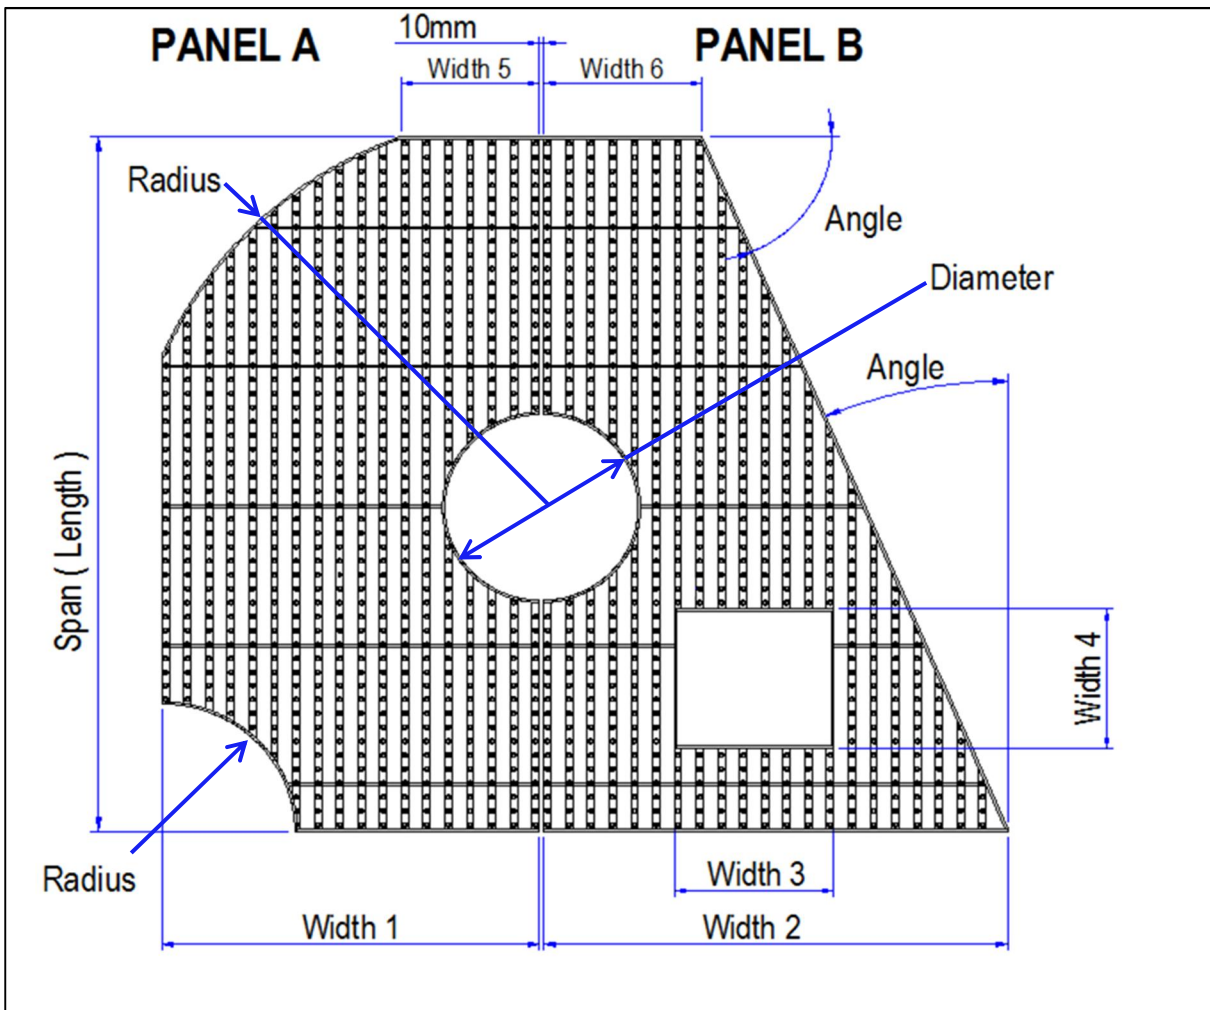 10mm
PANEL A
PANEL B
Width 5
Width 6
Radius
Angle
Diameter
Angle
Span ( Length )
Width 4
Radius
Width 3
Width 1
Width 2